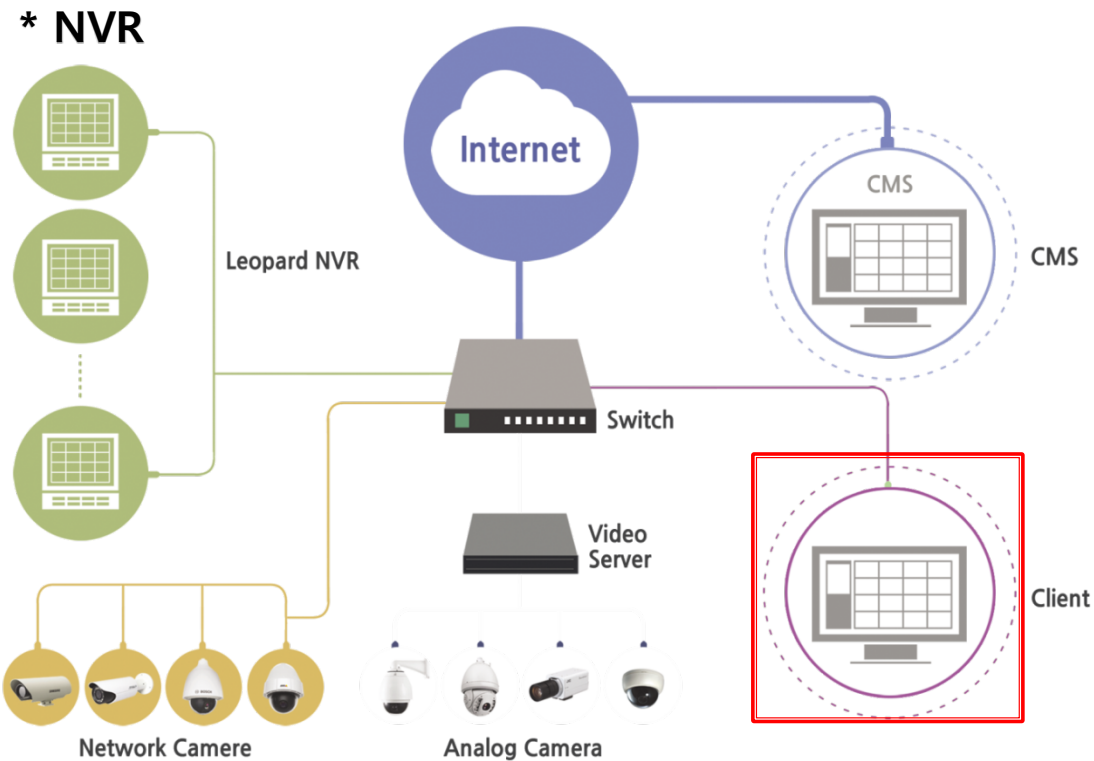 * NVR
Internet
CMS
CMS
Leopard NVR
Switch
Video
Server
Client
Network Camere
Analog Camera